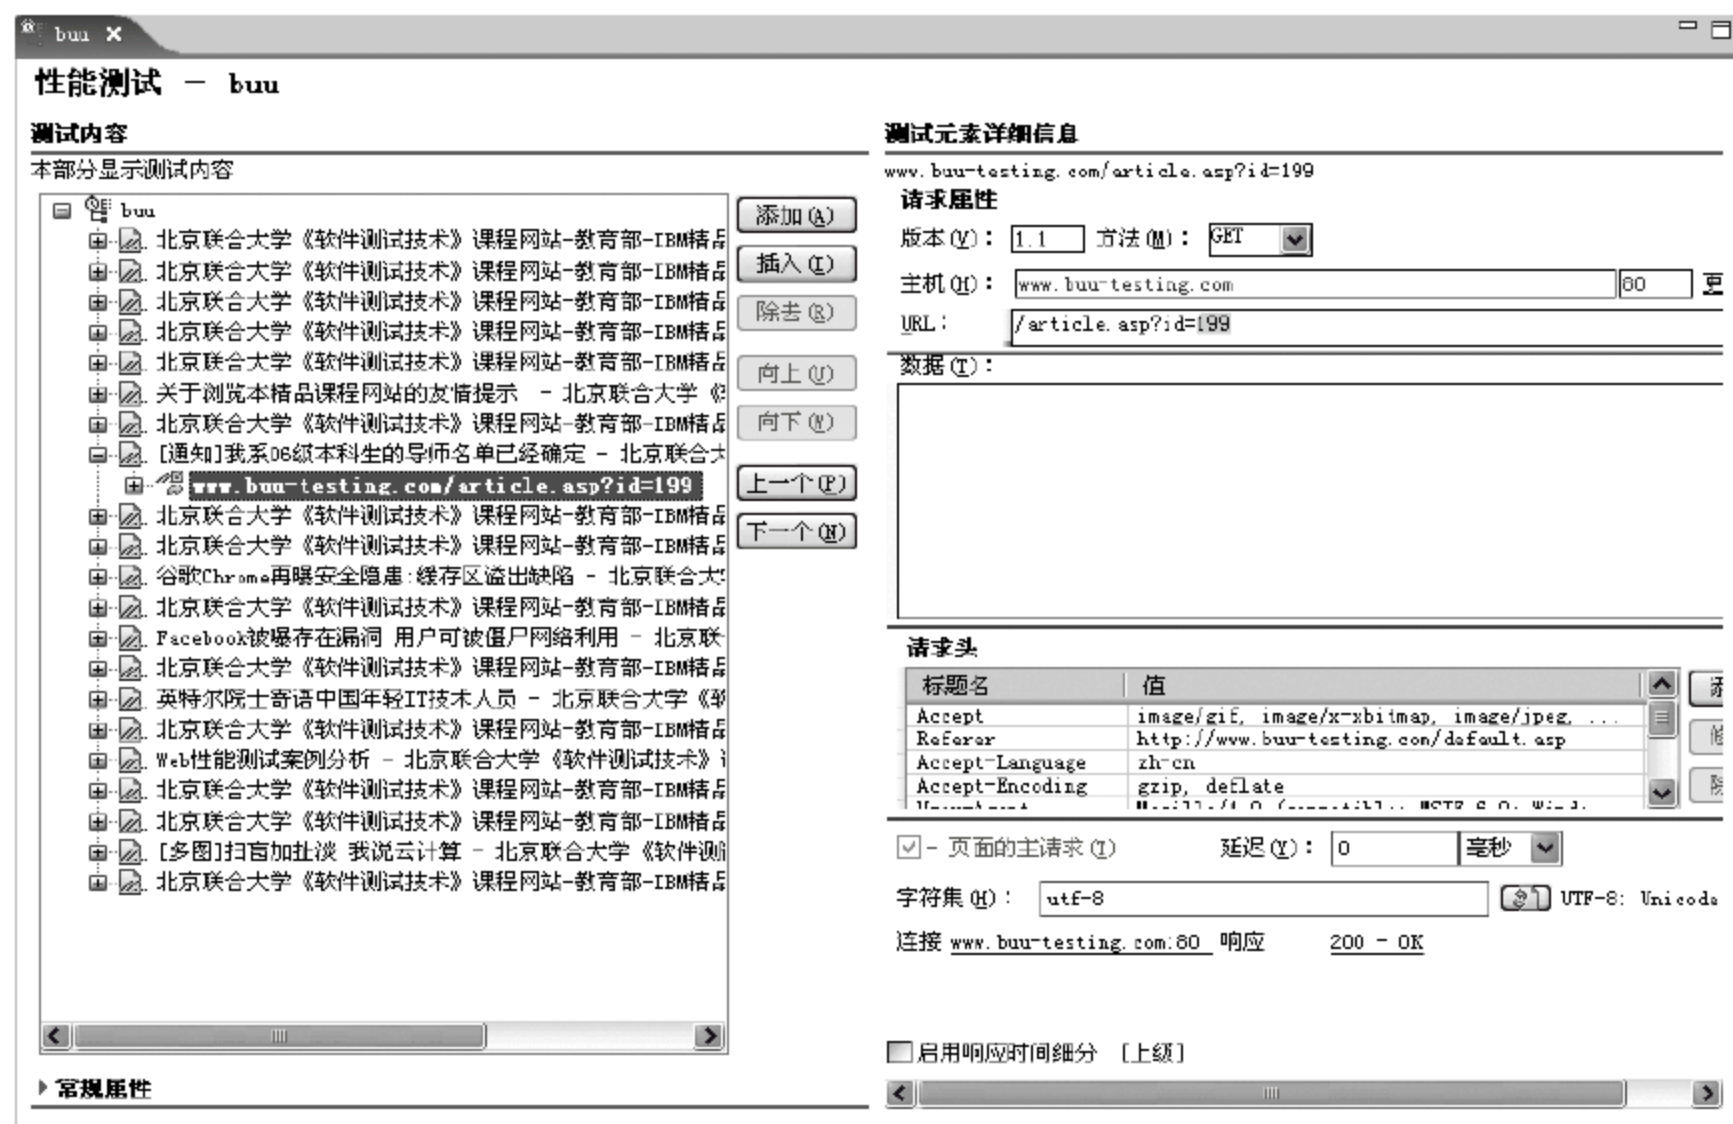 buu
性能测试 - buu
测试内容
本部分显示测试内容
buu
北京联合大学《软件测试技术》课程网站-教育部-IBM精品
北京联合大学《软件测试技术》课程网站-教育部-IBM精品
北京联合大学《软件测试技术》课程网站-教育部-IBM精品
北京联合大学《软件测试技术》课程网站-教育部-IBM精品
北京联合大学《软件测试技术》课程网站-教育部-IBM精品
关于浏览本精品课程网站的友情提示 - 北京联合大学《
北京联合大学《软件测试技术》课程网站-教育部-IBM精品
[通知]我系06级本科生的导师名单已经确定 - 北京联合大
www.buu-testing.com/article.asp?id=199
北京联合大学《软件测试技术》课程网站-教育部-IBM精品
北京联合大学《软件测试技术》课程网站-教育部-IBM精品
谷歌Chrome再曝安全隐患:缓存区溢出缺陷 - 北京联合大
北京联合大学《软件测试技术》课程网站-教育部-IBM精品
Facebook被曝存在漏洞 用户可被僵尸网络利用 - 北京联
北京联合大学《软件测试技术》课程网站-教育部-IBM精品
英特尔院士寄语中国年轻IT技术人员 - 北京联合大学《软
北京联合大学《软件测试技术》课程网站-教育部-IBM精品
Web性能测试案例分析 - 北京联合大学《软件测试技术》
北京联合大学《软件测试技术》课程网站-教育部-IBM精品
北京联合大学《软件测试技术》课程网站-教育部-IBM精品
[多图]扫盲加扯淡 我说云计算 - 北京联合大学《软件测
北京联合大学《软件测试技术》课程网站-教育部-IBM精品
添加(A)
插入(I)
除去(R)
向上(U)
向下(W)
上一个(P)
下一个(N)
常规属性
测试元素详细信息
www.buu-testing.com/article.asp?id=199
请求属性
版本(V): 1.1 方法(M): GET
主机(H): www.buu-testing.com 80
URL: /article.asp?id=199
数据(T):
请求头
标题名 值
Accept image/gif, image/x-xbitmap, image/jpeg, ...
Referer http://www.buu-testing.com/default.asp
Accept-Language zh-cn
Accept-Encoding gzip, deflate
- 页面的主请求(I) 延迟(Y): 0 毫秒
字符集(H): utf-8 UTF-8: Unicode
连接 www.buu-testing.com:80 响应 200 - OK
启用响应时间细分 [上级]